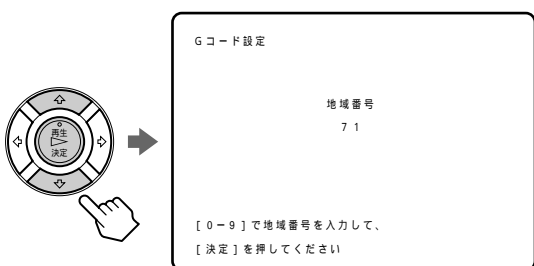 Gコード設定
地域番号
71
再生
決定
[0-9]で地域番号を入力して、
[決定]を押してください